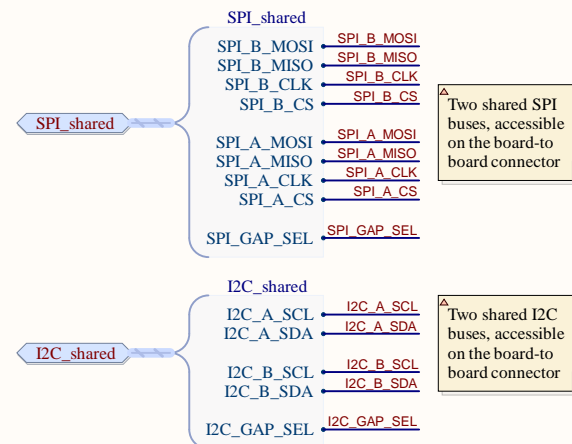 SPI_shared
SPI_B_MOSI SPI_B_MOSI
SPI_B_MISO SPI_B_MISO
SPI_B_CLK SPI_B_CLK
SPI_B_CS SPI_B_CS
SPI_shared
SPI_A_MOSI SPI_A_MOSI
SPI_A_MISO SPI_A_MISO
SPI_A_CLK SPI_A_CLK
SPI_A_CS SPI_A_CS
SPI_GAP_SEL SPI_GAP_SEL
Two shared SPI
buses, accessible
on the board-to
board connector
I2C_shared
I2C_A_SCL I2C_A_SCL
I2C_A_SDA I2C_A_SDA
I2C_shared
I2C_B_SCL I2C_B_SCL
I2C_B_SDA I2C_B_SDA
I2C_GAP_SEL I2C_GAP_SEL
Two shared I2C
buses, accessible
on the board-to
board connector